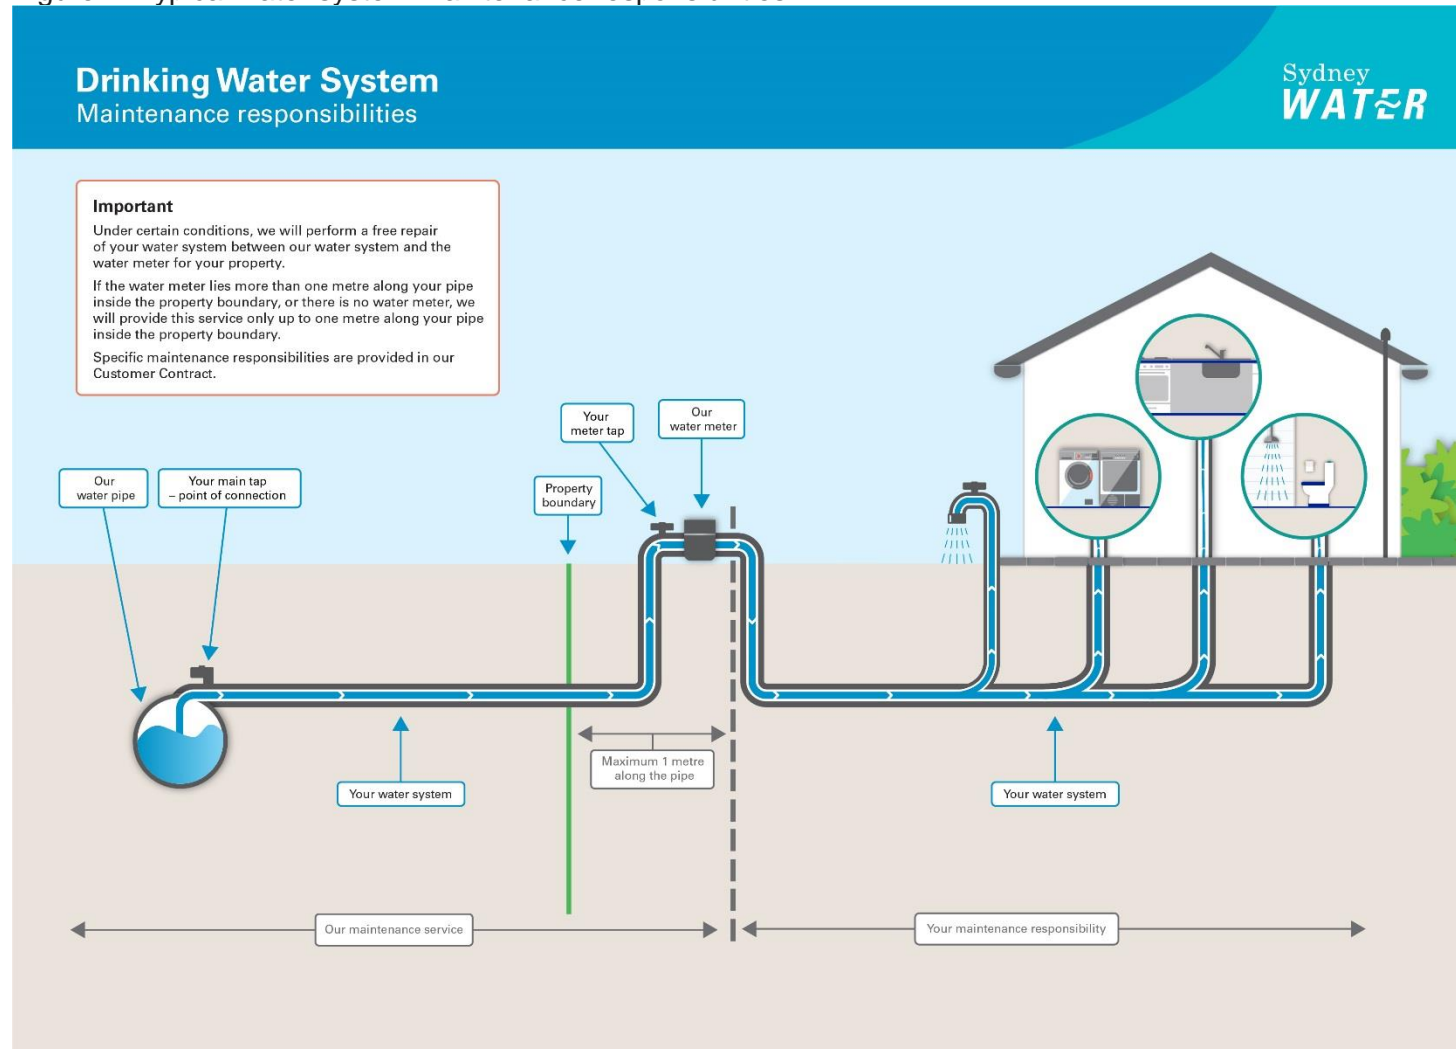 Drinking Water System
Maintenance responsibilities
Sydney
WATER
Important
Under certain conditions, we will perform a free repair
of your water system between our water system and the
water meter for your property.
If the water meter lies more than one metre along your pipe
inside the property boundary, or there is no water meter, we
will provide this service only up to one metre along your pipe
inside the property boundary.
Specific maintenance responsibilities are provided in our
Customer Contract.
Your
meter tap
Our
water meter
Our
water pipe
Your main tap
– point of connection
Property
boundary
Maximum 1 metre
along the pipe
Your water system
Your water system
Our maintenance service
Your maintenance responsibility